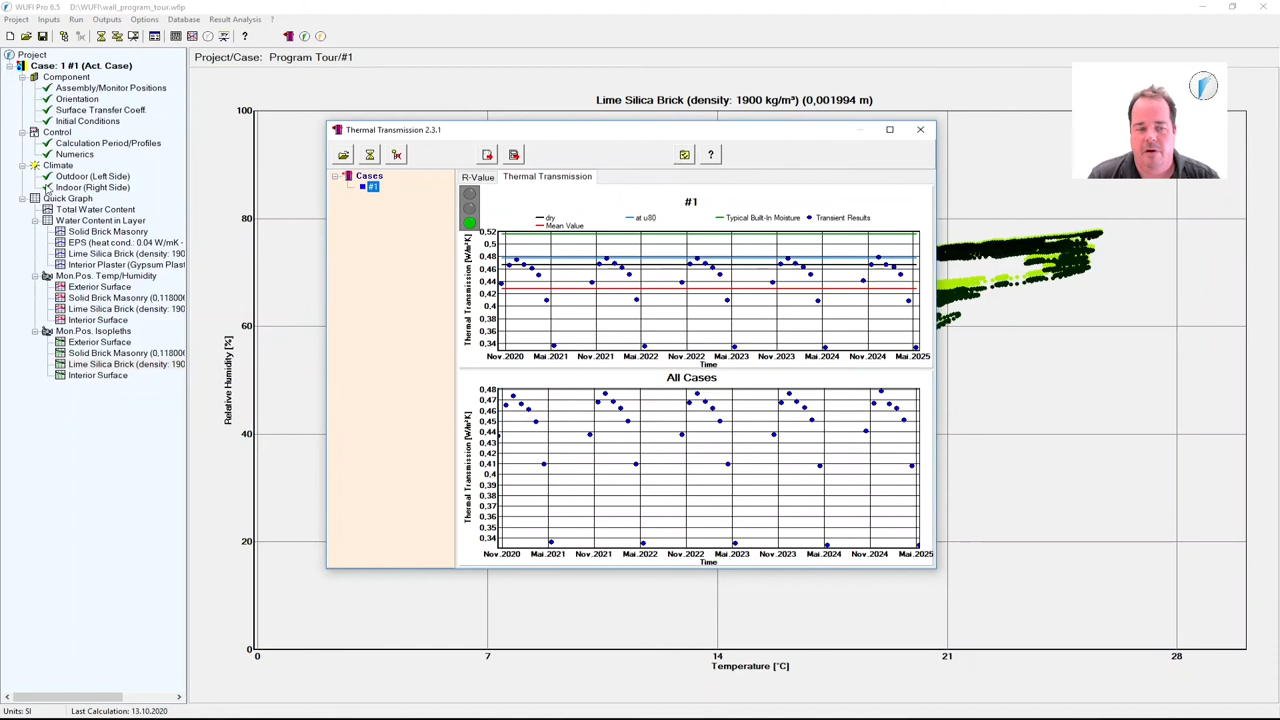 WUFI Pro 6.5 D:\WUFI\wall_program_tour.w6p
Project Inputs Run Outputs Options Database Result Analysis ?
?
Project
Case: 1 #1 (Act. Case)
Component
Assembly/Monitor Positions
Orientation
Surface Transfer Coeff.
Initial Conditions
Control
Calculation Period/Profiles
Numerics
Climate
Outdoor (Left Side)
Indoor (Right Side)
Quick Graph
Total Water Content
Water Content in Layer
Solid Brick Masonry
EPS (heat cond.: 0.04 W/mK -
Lime Silica Brick (density: 190
Interior Plaster (Gypsum Plast
Mon.Pos. Temp/Humidity
Exterior Surface
Solid Brick Masonry (0,11800
Lime Silica Brick (density: 190
Interior Surface
Mon.Pos. Isopleths
Exterior Surface
Solid Brick Masonry (0,11800
Lime Silica Brick (density: 190
Interior Surface
Units: SI Last Calculation: 13.10.2020
Project/Case: Program Tour/#1
Lime Silica Brick (density: 1900 kg/m³) (0,001994 m)
Relative Humidity [%]
100
80
60
40
20
0
0 7 14 21 28
Temperature [°C]
Thermal Transmission 2.3.1
?
Cases
#1
R-Value Thermal Transmission
#1
dry at u80 Typical Built-In Moisture Transient Results
Mean Value
Thermal Transmission [W/m²K]
0,52
0,5
0,48
0,46
0,44
0,42
0,4
0,38
0,36
0,34
Nov.2020 Mai.2021 Nov.2021 Mai.2022 Nov.2022 Mai.2023 Nov.2023 Mai.2024 Nov.2024 Mai.2025
Time
All Cases
Thermal Transmission [W/m²K]
0,48
0,47
0,46
0,45
0,44
0,43
0,42
0,41
0,4
0,39
0,38
0,37
0,36
0,35
0,34
Nov.2020 Mai.2021 Nov.2021 Mai.2022 Nov.2022 Mai.2023 Nov.2023 Mai.2024 Nov.2024 Mai.2025
Time